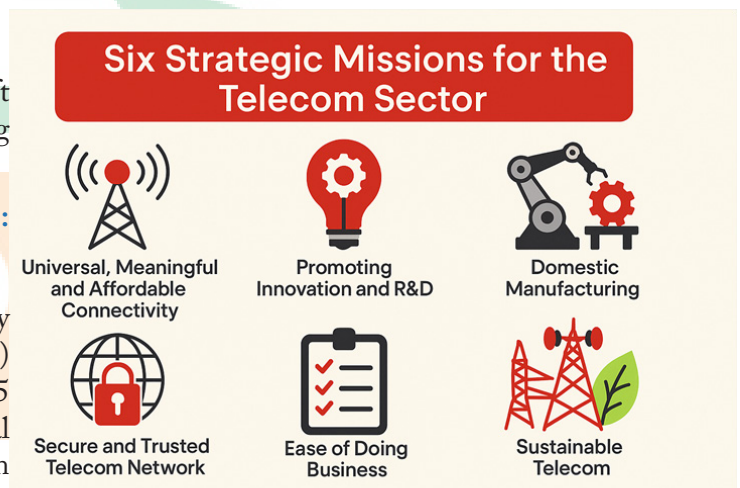 Six Strategic Missions for the
Telecom Sector
Universal, Meaningful
and Affordable
Connectivity
Promoting
Innovation and R&D
Domestic
Manufacturing
Secure and Trusted
Telecom Network
Ease of Doing
Business
Sustainable
Telecom